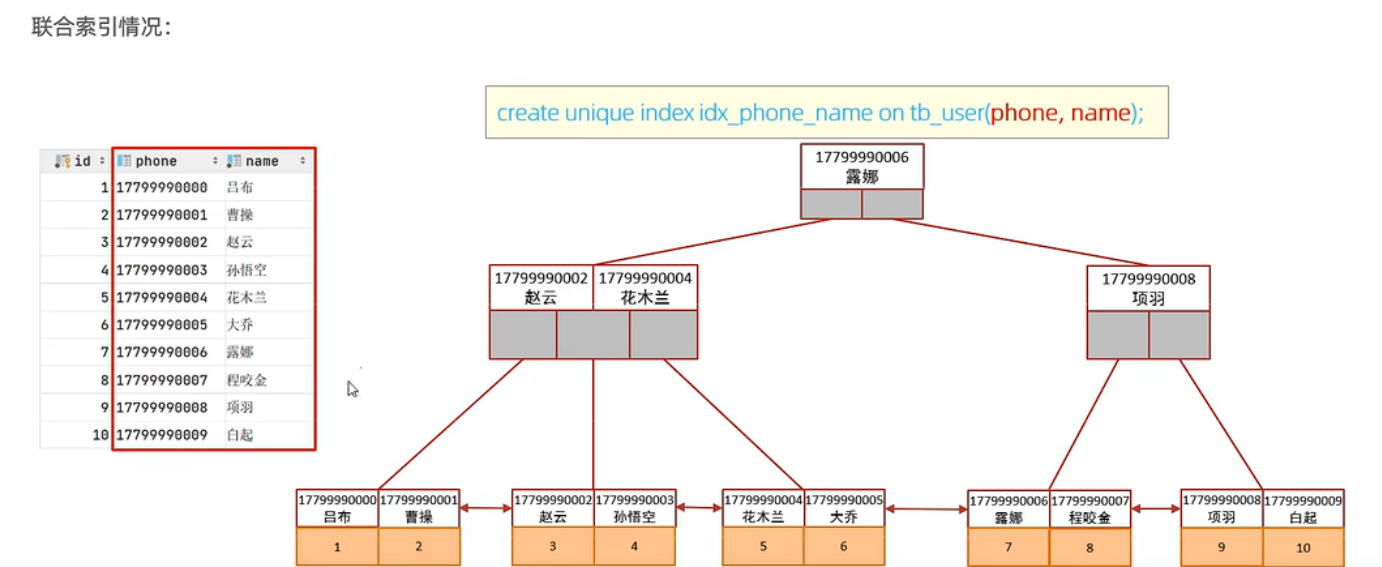 联合索引情况：
create unique index idx_phone_name on tb_user(phone, name);
id phone name
1 17799990000 吕布
2 17799990001 曹操
3 17799990002 赵云
4 17799990003 孙悟空
5 17799990004 花木兰
6 17799990005 大乔
7 17799990006 露娜
8 17799990007 程咬金
9 17799990008 项羽
10 17799990009 白起
17799990006
露娜
17799990002 17799990004
赵云 花木兰
17799990008
项羽
17799990000 17799990001 17799990002 17799990003 17799990004 17799990005 17799990006 17799990007 17799990008 17799990009
吕布 曹操 赵云 孙悟空 花木兰 大乔 露娜 程咬金 项羽 白起
1 2 3 4 5 6 7 8 9 10